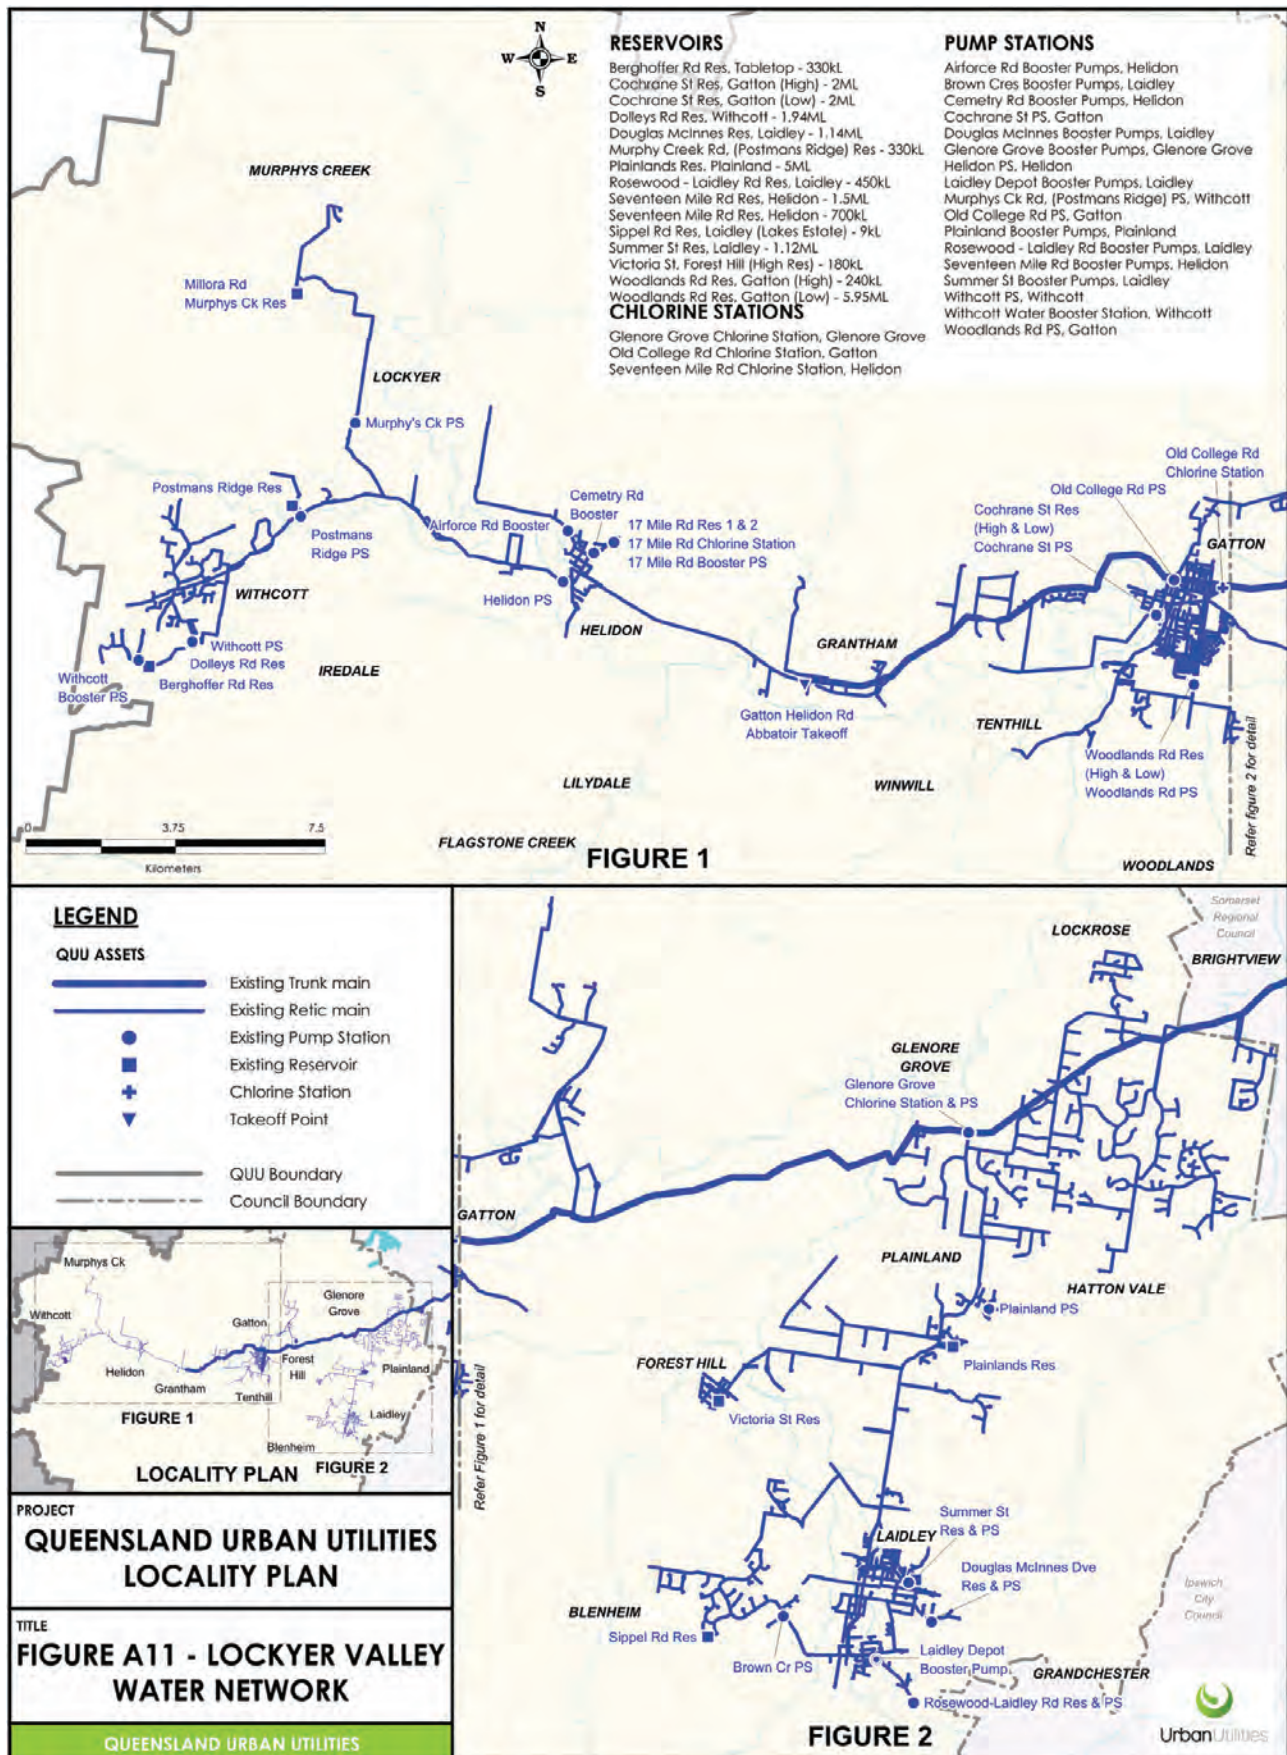 N
W
E
S
RESERVOIRS
Berghoffer Rd Res, Tabletop - 330kL
Cochrane St Res, Gatton (High) - 2ML
Cochrane St Res, Gatton (Low) - 2ML
Dolleys Rd Res, Withcott - 1.94ML
Douglas McInnes Res, Laidley - 1.14ML
Murphy Creek Rd, (Postmans Ridge) Res - 330kL
Plainlands Res, Plainland - 5ML
Rosewood - Laidley Rd Res, Laidley - 450kL
Seventeen Mile Rd Res, Helidon - 1.5ML
Seventeen Mile Rd Res, Helidon - 700kL
Sippel Rd Res, Laidley (Lakes Estate) - 9kL
Summer St Res, Laidley - 1.12ML
Victoria St, Forest Hill (High Res) - 180kL
Woodlands Rd Res, Gatton (High) - 240kL
Woodlands Rd Res, Gatton (Low) - 5.95ML
CHLORINE STATIONS
Glenore Grove Chlorine Station, Glenore Grove
Old College Rd Chlorine Station, Gatton
Seventeen Mile Rd Chlorine Station, Helidon
PUMP STATIONS
Airforce Rd Booster Pumps, Helidon
Brown Cres Booster Pumps, Laidley
Cemetry Rd Booster Pumps, Helidon
Cochrane St PS, Gatton
Douglas McInnes Booster Pumps, Laidley
Glenore Grove Booster Pumps, Glenore Grove
Helidon PS, Helidon
Laidley Depot Booster Pumps, Laidley
Murphys Ck Rd, (Postmans Ridge) PS, Withcott
Old College Rd PS, Gatton
Plainland Booster Pumps, Plainland
Rosewood - Laidley Rd Booster Pumps, Laidley
Seventeen Mile Rd Booster Pumps, Helidon
Summer St Booster Pumps, Laidley
Withcott PS, Withcott
Withcott Water Booster Station, Withcott
Woodlands Rd PS, Gatton
MURPHYS CREEK
Millora Rd
Murphys Ck Res
LOCKYER
Murphy's Ck PS
Postmans Ridge Res
Postmans
Ridge PS
Airforce Rd Booster
Cemetry Rd
Booster
17 Mile Rd Res 1 & 2
17 Mile Rd Chlorine Station
17 Mile Rd Booster PS
Old College Rd
Chlorine Station
Old College Rd PS
Cochrane St Res
(High & Low)
Cochrane St PS
GATTON
WITHCOTT
Helidon PS
HELIDON
Withcott PS
Dolleys Rd Res
Withcott
Booster PS
Berghoffer Rd Res
IREDALE
GRANTHAM
Gatton Helidon Rd
Abbatoir Takeoff
TENTHILL
Woodlands Rd Res
(High & Low)
Woodlands Rd PS
LILYDALE
WINWILL
Refer figure 2 for detail
0
3.75
7.5
Kilometers
FLAGSTONE CREEK
FIGURE 1
WOODLANDS
LEGEND
QUU ASSETS
Existing Trunk main
Existing Retic main
Existing Pump Station
Existing Reservoir
Chlorine Station
Takeoff Point
QUU Boundary
Council Boundary
Murphys Ck
Withcott
Glenore
Grove
Gatton
Helidon
Forest
Hill
Plainland
Grantham
Tenthill
FIGURE 1
Laidley
Blenheim
LOCALITY PLAN
FIGURE 2
PROJECT
QUEENSLAND URBAN UTILITIES
LOCALITY PLAN
TITLE
FIGURE A11 - LOCKYER VALLEY
WATER NETWORK
QUEENSLAND URBAN UTILITIES
Somerset
Regional
Council
LOCKROSE
BRIGHTVIEW
GLENORE
GROVE
Glenore Grove
Chlorine Station & PS
GATTON
PLAINLAND
HATTON VALE
Plainland PS
FOREST HILL
Plainlands Res
Victoria St Res
Refer Figure 1 for detail
Summer St
Res & PS
LAIDLEY
Douglas McInnes Dve
Res & PS
BLENHEIM
Sippel Rd Res
Brown Cr PS
Laidley Depot
Booster Pump
GRANDCHESTER
Rosewood-Laidley Rd Res & PS
Ipswich
City
Council
FIGURE 2
UrbanUtilities